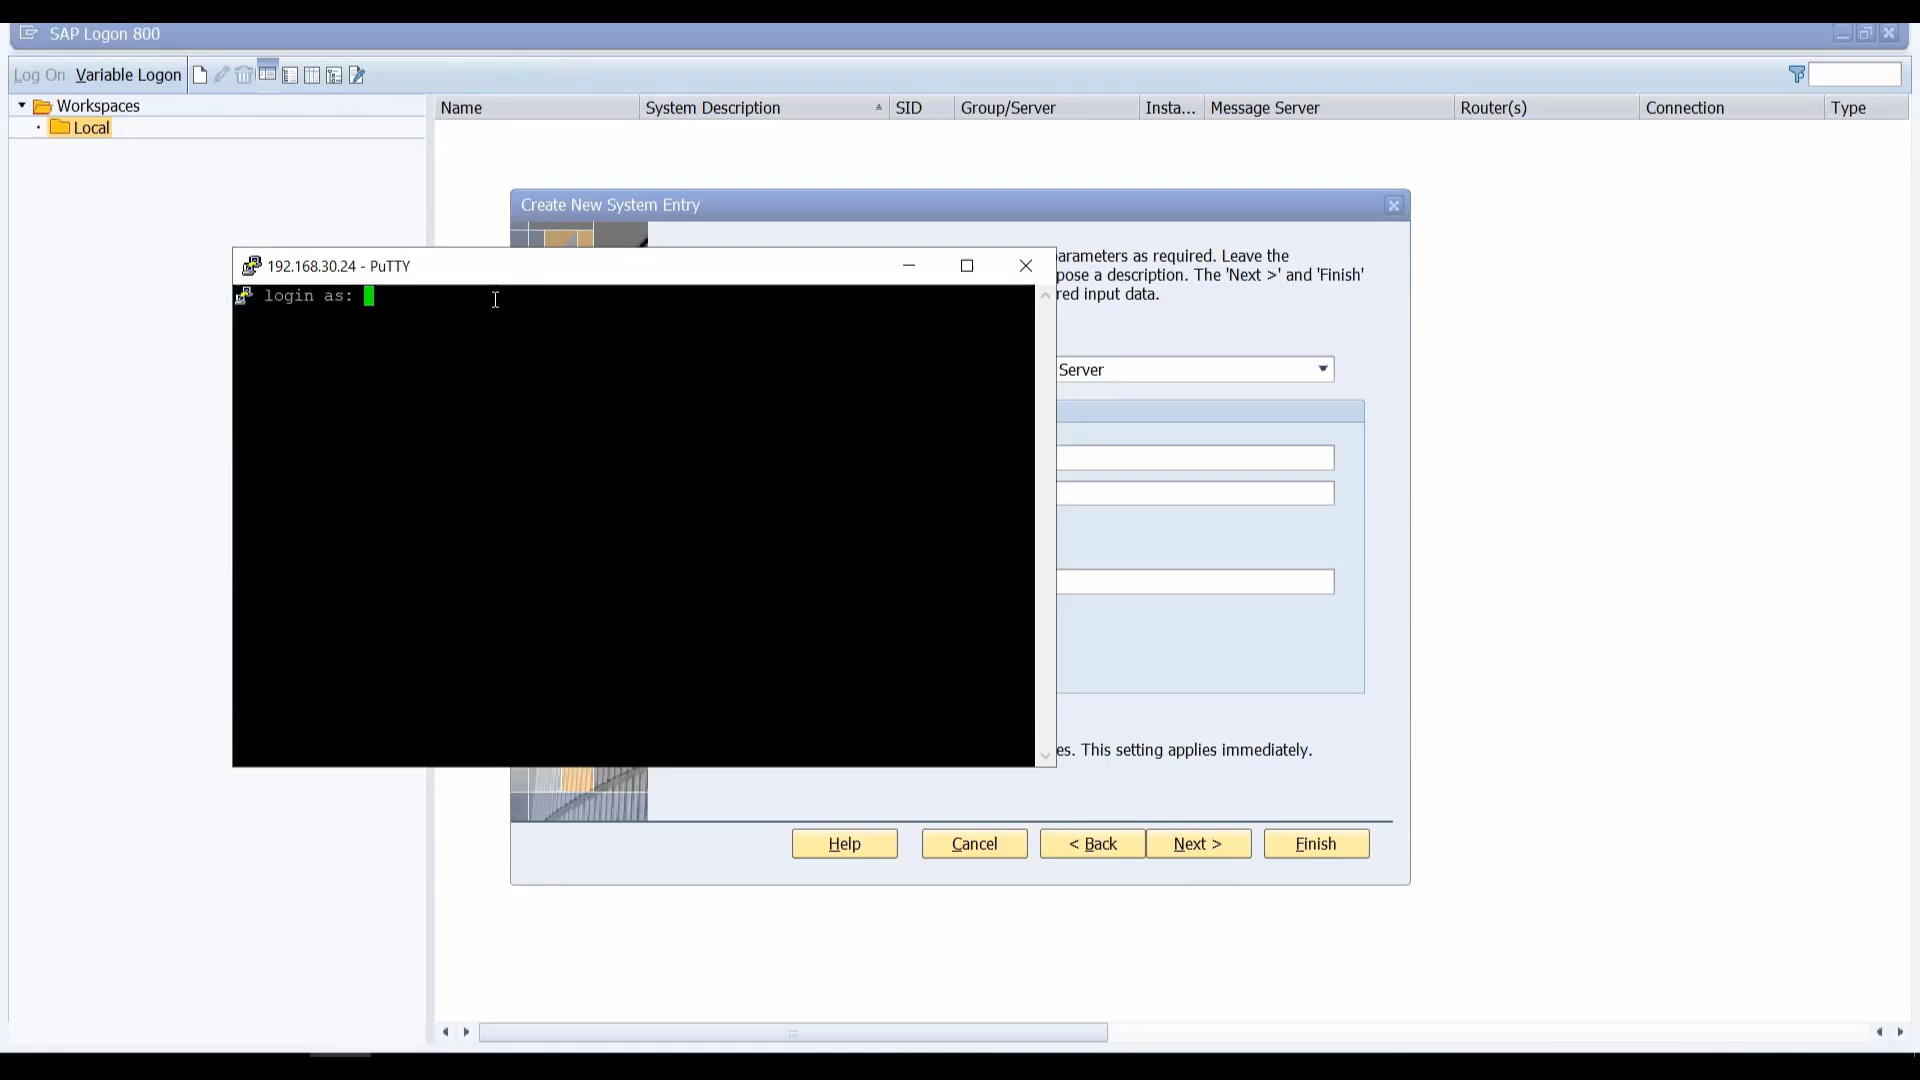 SAP Logon 800
Log On Variable Logon
Workspaces
Local
Name System Description SID Group/Server Insta... Message Server Router(s) Connection Type
Create New System Entry
arameters as required. Leave the
pose a description. The 'Next >' and 'Finish'
red input data.
192.168.30.24 - PuTTY
login as:
Server
es. This setting applies immediately.
Help Cancel < Back Next > Finish